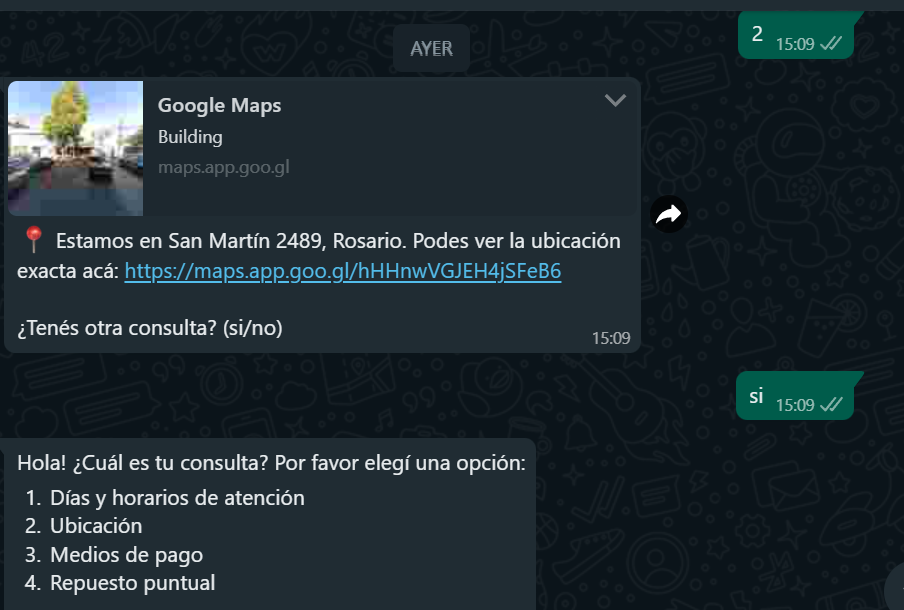 2 15:09
AYER
Google Maps
Building
maps.app.goo.gl
📍 Estamos en San Martín 2489, Rosario. Podes ver la ubicación
exacta acá: https://maps.app.goo.gl/hHHnwVGJEH4jSFeB6
¿Tenés otra consulta? (si/no)
15:09
si 15:09
Hola! ¿Cuál es tu consulta? Por favor elegí una opción:
1. Días y horarios de atención
2. Ubicación
3. Medios de pago
4. Repuesto puntual